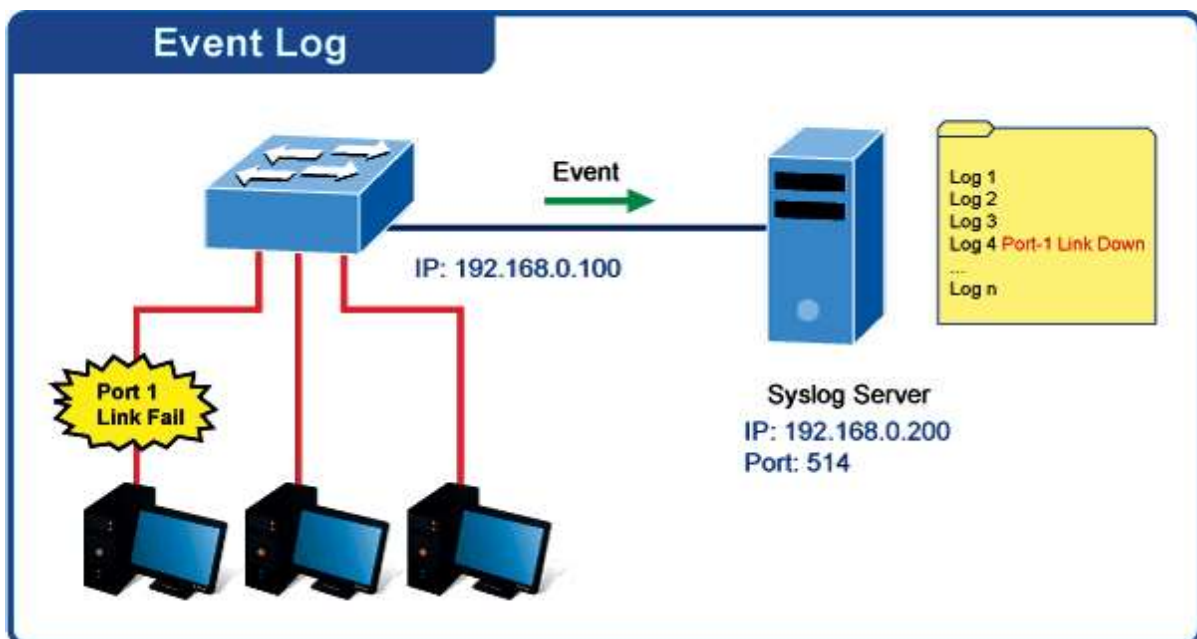 Event Log
Event
IP: 192.168.0.100
Port 1
Link Fail
Syslog Server
IP: 192.168.0.200
Port: 514
Log 1
Log 2
Log 3
Log 4 Port-1 Link Down
...
Log n